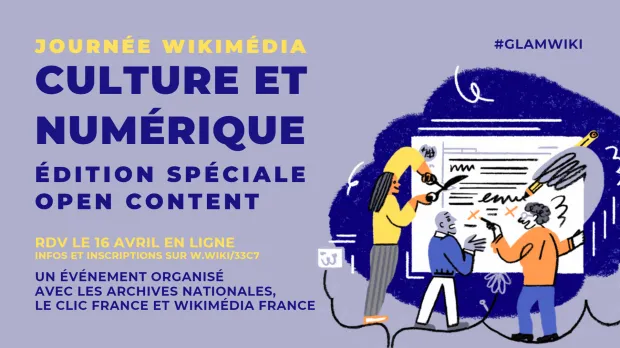 JOURNÉE WIKIMÉDIA
#GLAMWIKI
CULTURE ET
NUMÉRIQUE
ÉDITION SPÉCIALE
OPEN CONTENT
RDV LE 16 AVRIL EN LIGNE
INFOS ET INSCRIPTIONS SUR W.WIKI/33C7
UN ÉVÉNEMENT ORGANISÉ
AVEC LES ARCHIVES NATIONALES,
LE CLIC FRANCE ET WIKIMÉDIA FRANCE